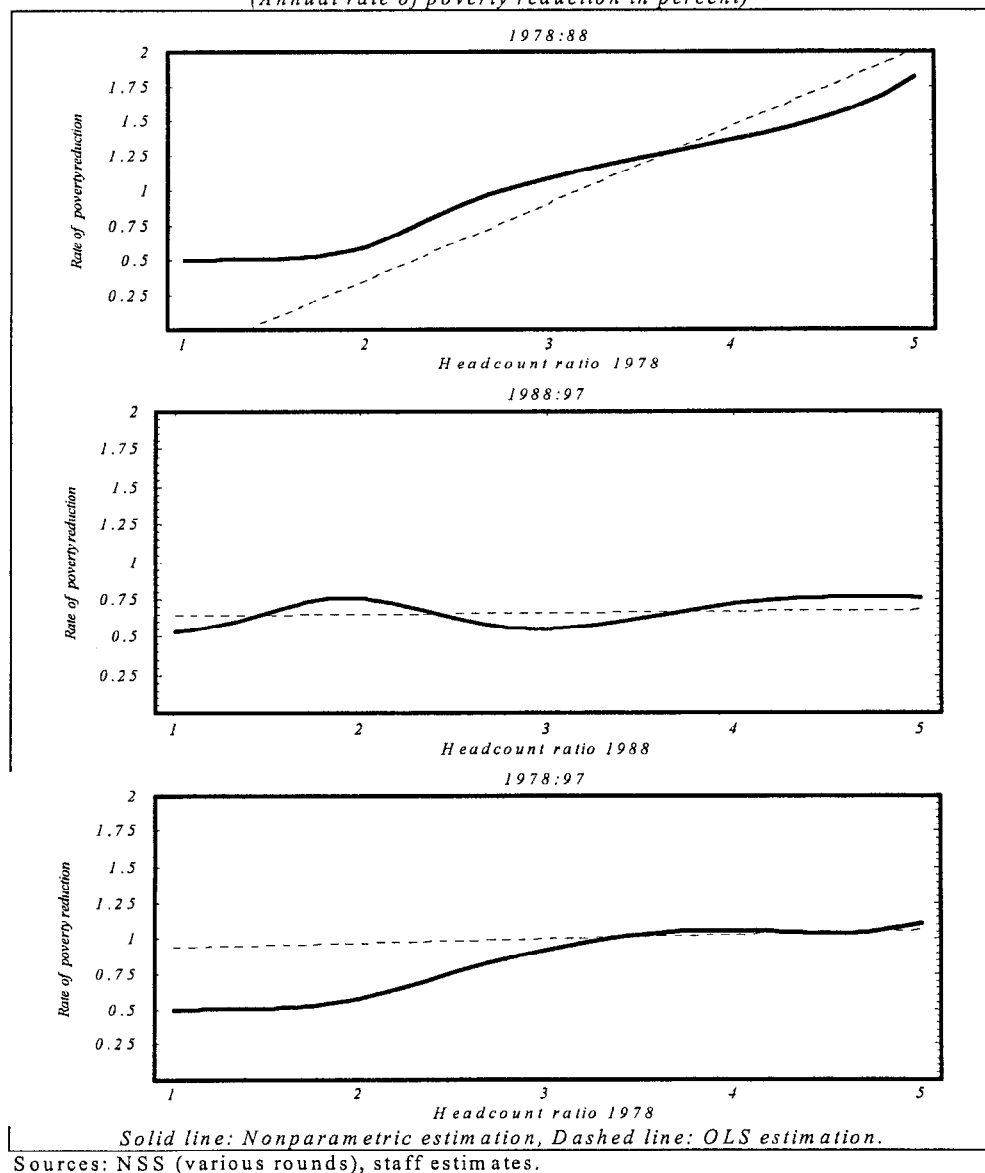 (Annual rate of poverty reduction in percent)
1978:88
2
1.75
1.5
1.25
1
0.75
0.5
0.25
Rate of poverty reduction
1 2 3 4 5
Headcount ratio 1978
1988:97
2
1.75
1.5
1.25
1
0.75
0.5
0.25
Rate of poverty reduction
1 2 3 4 5
Headcount ratio 1988
1978:97
2
1.75
1.5
1.25
1
0.75
0.5
0.25
Rate of poverty reduction
1 2 3 4 5
Headcount ratio 1978
Solid line: Nonparametric estimation, Dashed line: OLS estimation.
Sources: NSS (various rounds), staff estimates.